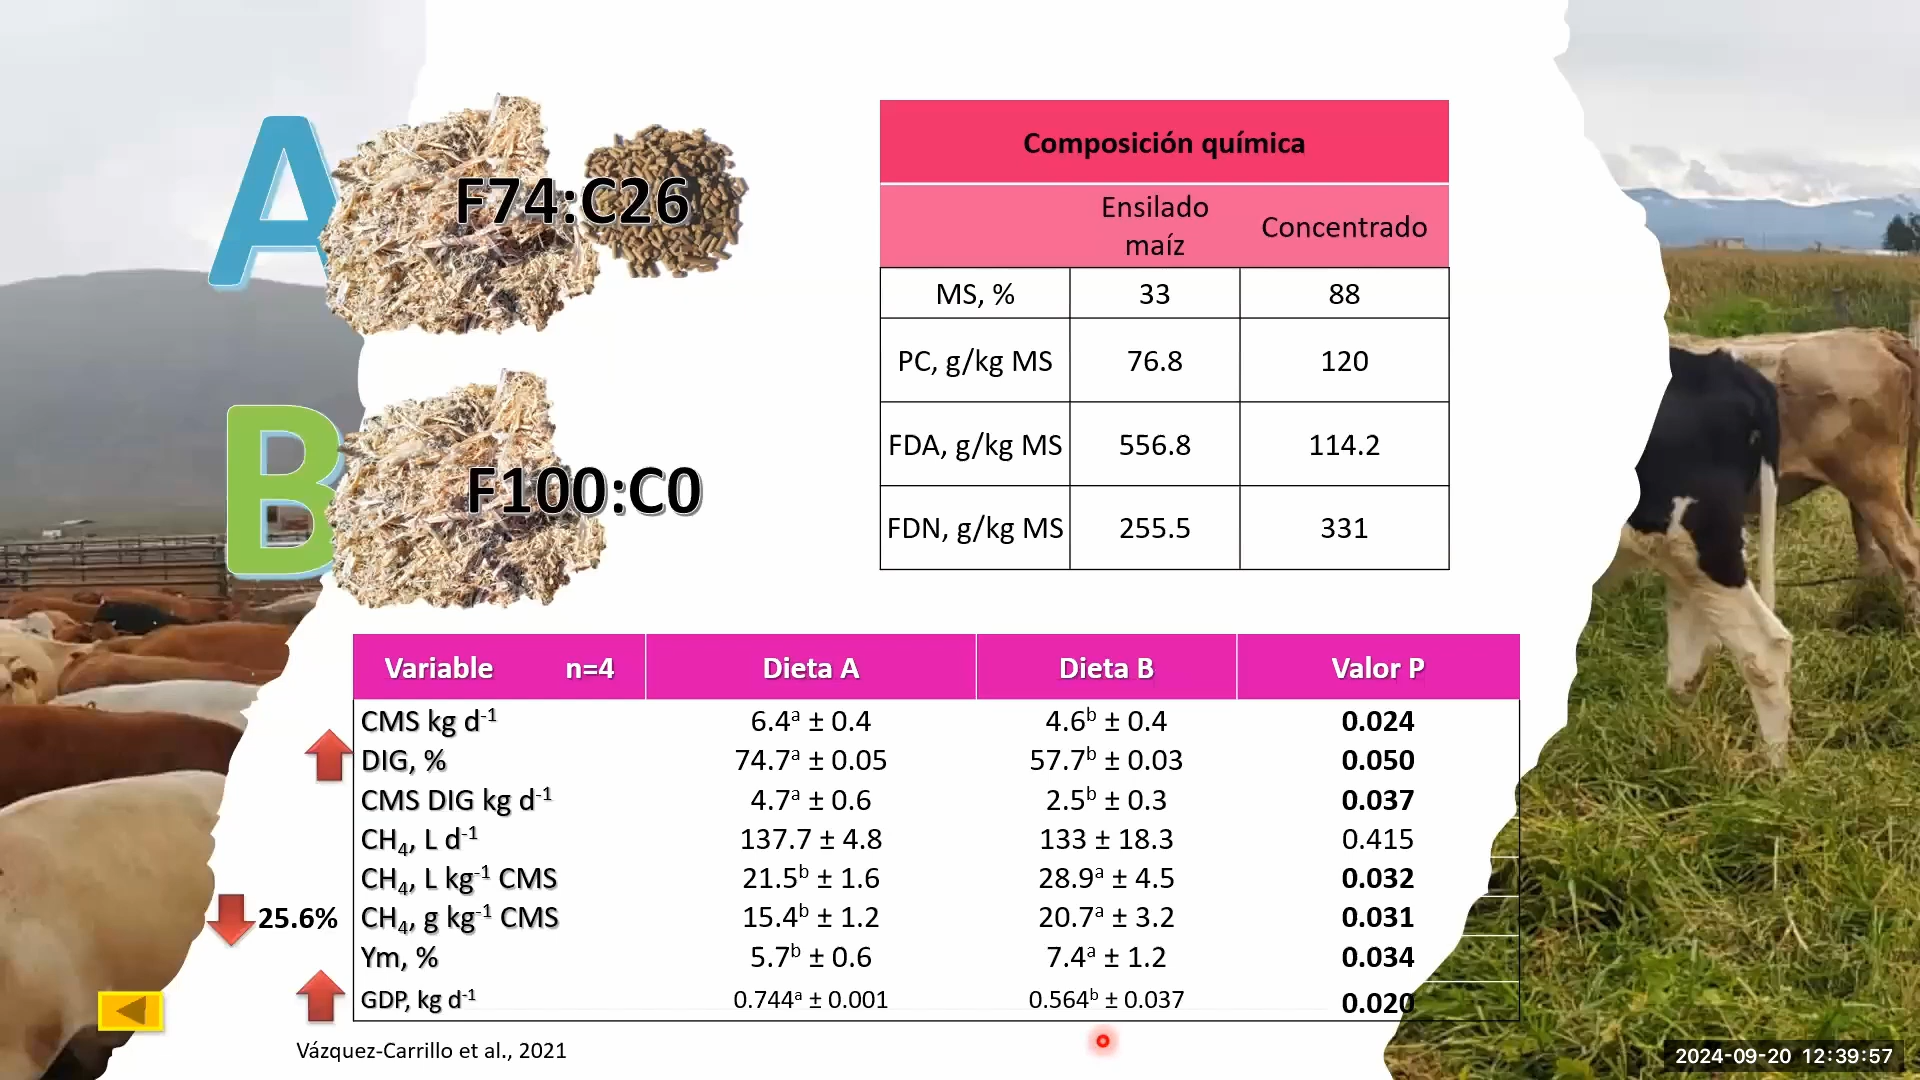 A
F74:C26
B
F100:C0
Composición química
Ensilado maíz Concentrado
MS, % 33 88
PC, g/kg MS 76.8 120
FDA, g/kg MS 556.8 114.2
FDN, g/kg MS 255.5 331
Variable n=4 Dieta A Dieta B Valor P
CMS kg d⁻¹ 6.4ᵃ ± 0.4 4.6ᵇ ± 0.4 0.024
DIG, % 74.7ᵃ ± 0.05 57.7ᵇ ± 0.03 0.050
CMS DIG kg d⁻¹ 4.7ᵃ ± 0.6 2.5ᵇ ± 0.3 0.037
CH₄, L d⁻¹ 137.7 ± 4.8 133 ± 18.3 0.415
CH₄, L kg⁻¹ CMS 21.5ᵇ ± 1.6 28.9ᵃ ± 4.5 0.032
25.6% CH₄, g kg⁻¹ CMS 15.4ᵇ ± 1.2 20.7ᵃ ± 3.2 0.031
Ym, % 5.7ᵇ ± 0.6 7.4ᵃ ± 1.2 0.034
GDP, kg d⁻¹ 0.744ᵃ ± 0.001 0.564ᵇ ± 0.037 0.020
Vázquez-Carrillo et al., 2021
2024-09-20 12:39:57